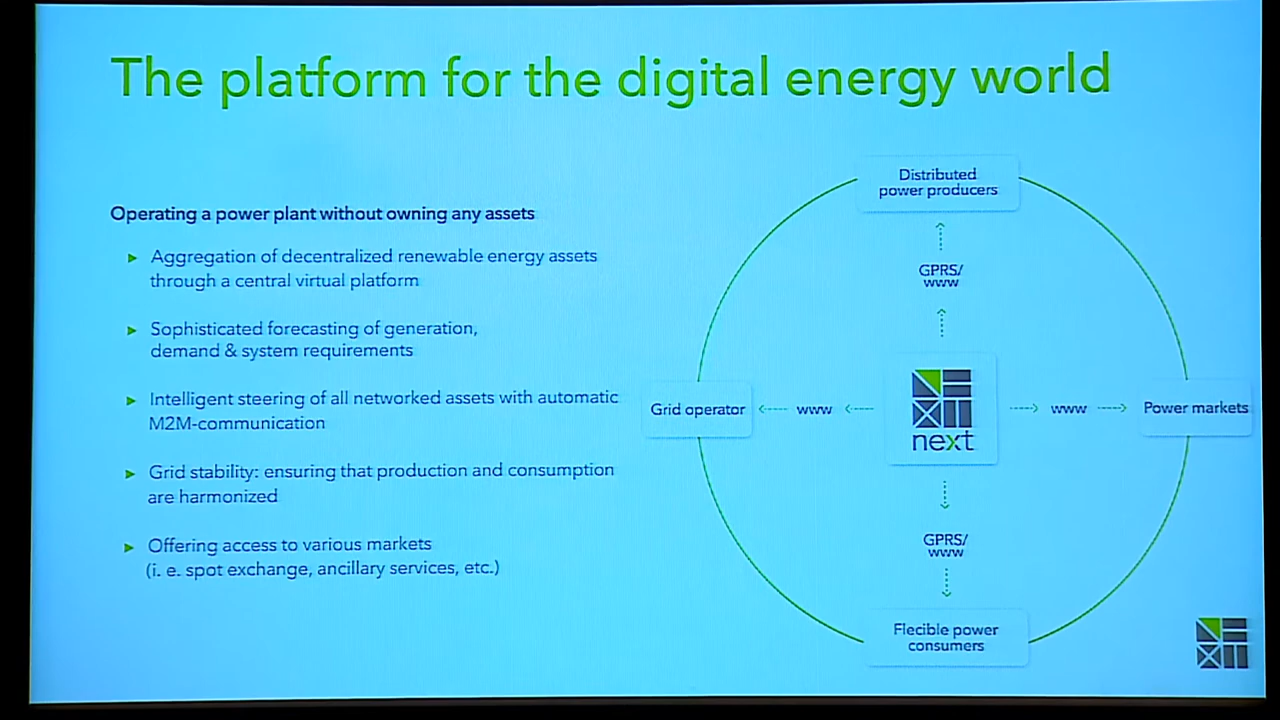 The platform for the digital energy world
Operating a power plant without owning any assets
Aggregation of decentralized renewable energy assets
through a central virtual platform
Sophisticated forecasting of generation,
demand & system requirements
Intelligent steering of all networked assets with automatic
M2M-communication
Grid stability: ensuring that production and consumption
are harmonized
Offering access to various markets
(i. e. spot exchange, ancillary services, etc.)
Distributed
power producers
GPRS/
www
Grid operator
www
NEXT
next
www
Power markets
GPRS/
www
Flecible power
consumers
NEXT